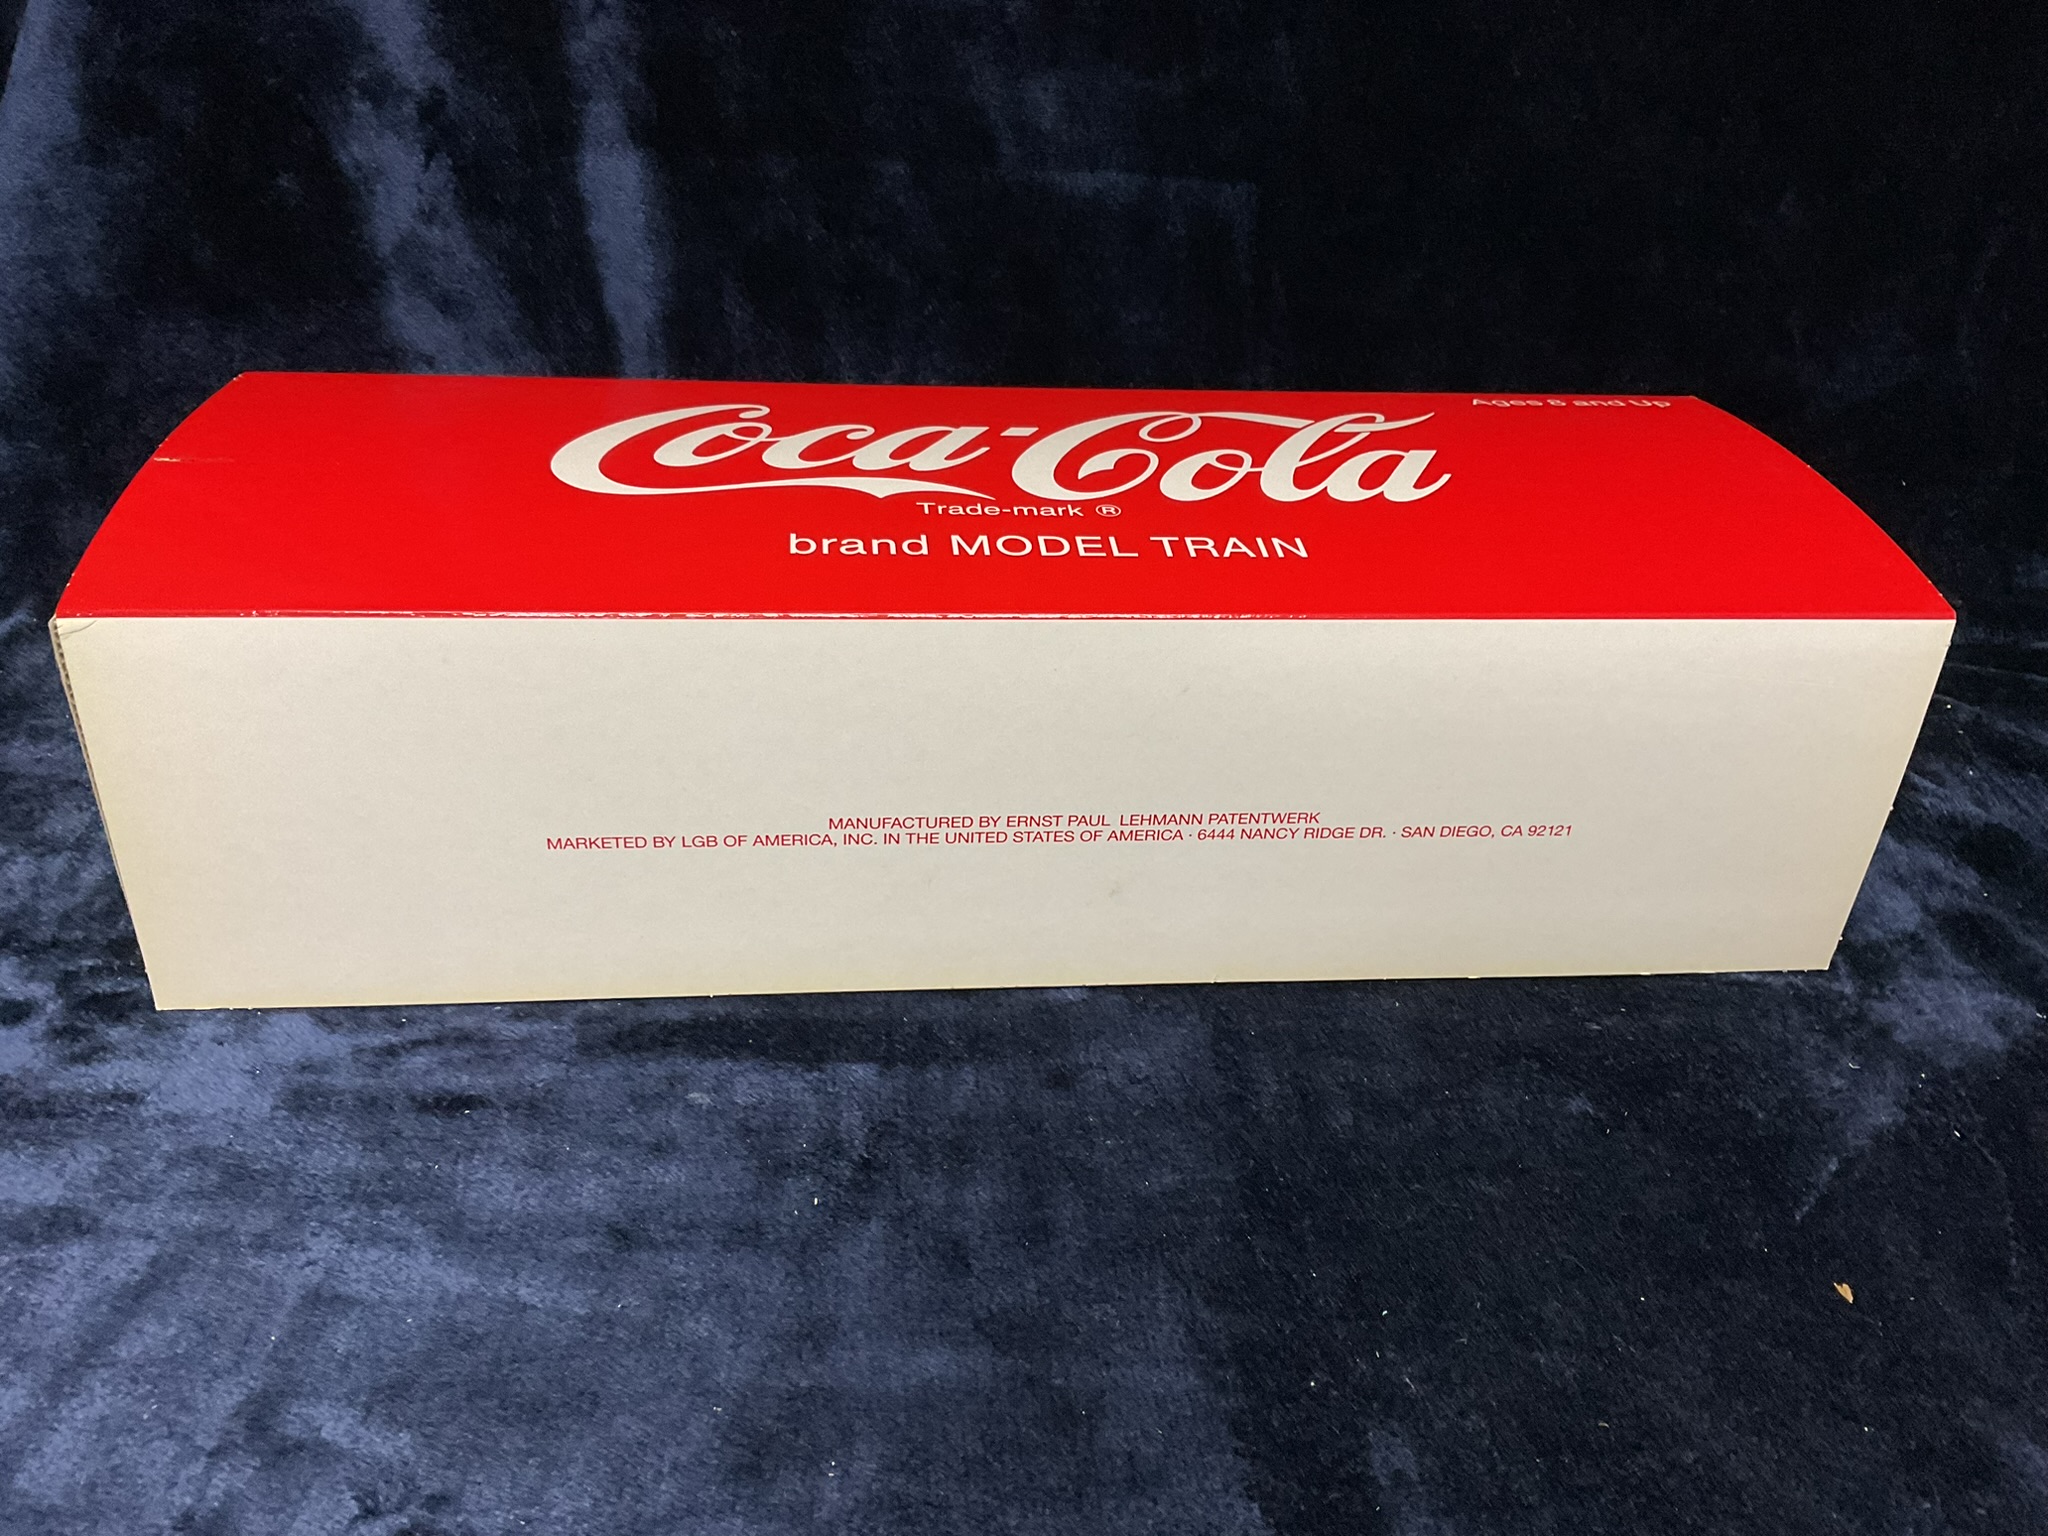 Ages 8 and Up
Coca-Cola
Trade-mark ®
brand MODEL TRAIN
MANUFACTURED BY ERNST PAUL LEHMANN PATENTWERK
MARKETED BY LGB OF AMERICA, INC. IN THE UNITED STATES OF AMERICA · 6444 NANCY RIDGE DR. · SAN DIEGO, CA 92121